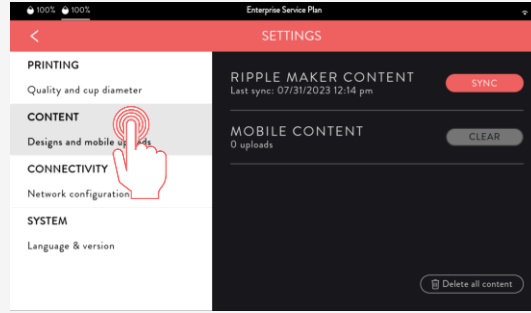 100% 100% Enterprise Service Plan
SETTINGS
PRINTING
Quality and cup diameter
CONTENT
Designs and mobile uploads
CONNECTIVITY
Network configuration
SYSTEM
Language & version
RIPPLE MAKER CONTENT
Last sync: 07/31/2023 12:14 pm
SYNC
MOBILE CONTENT
0 uploads
CLEAR
Delete all content